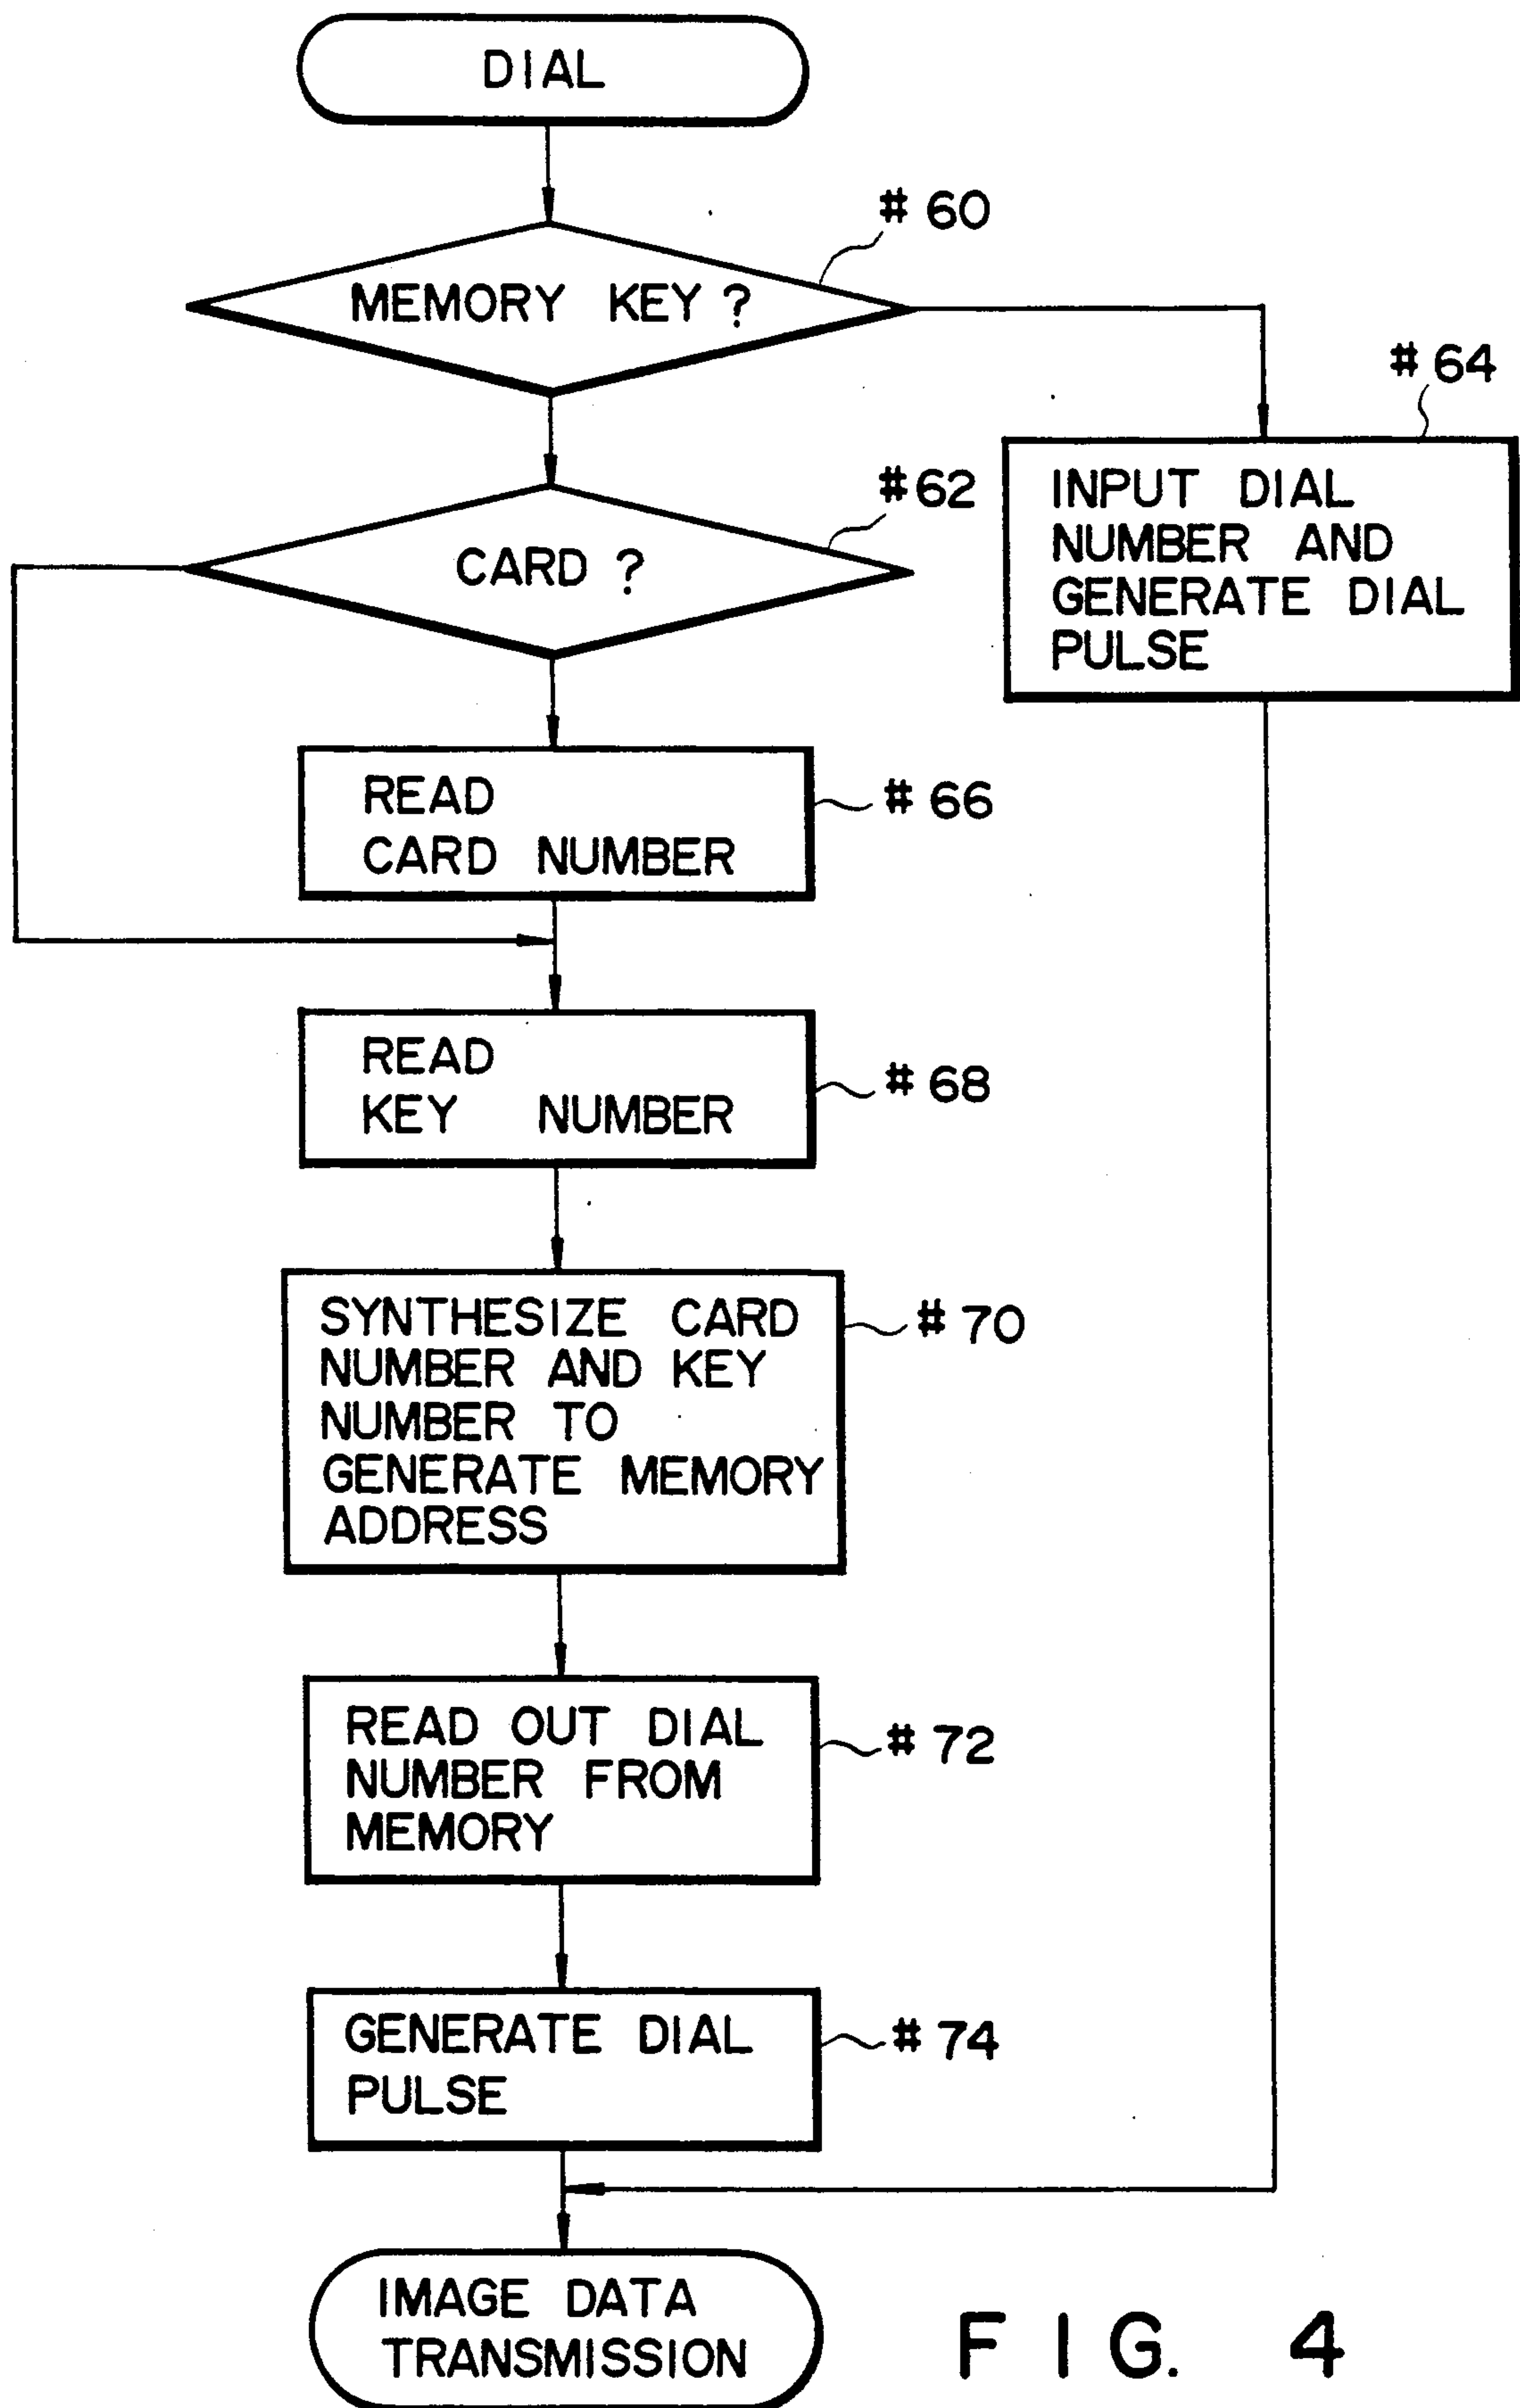 DIAL
# 60
MEMORY KEY ?
# 64
INPUT DIAL
NUMBER AND
GENERATE DIAL
PULSE
#62
CARD ?
READ
CARD NUMBER
# 66
READ
KEY NUMBER
# 68
SYNTHESIZE CARD
NUMBER AND KEY
NUMBER TO
GENERATE MEMORY
ADDRESS
# 70
READ OUT DIAL
NUMBER FROM
MEMORY
# 72
GENERATE DIAL
PULSE
# 74
IMAGE DATA
TRANSMISSION
FIG. 4